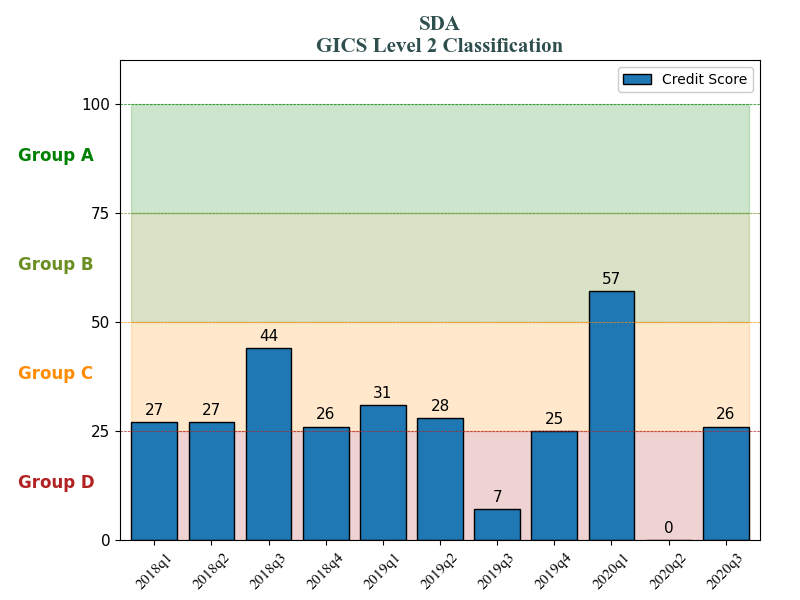 SDA
GICS Level 2 Classification
Credit Score
100
Group A
75
Group B
57
50
44
Group C
27
27
26
31
28
25
26
25
7
Group D
0
0
2018q1
2018q2
2018q3
2018q4
2019q1
2019q2
2019q3
2019q4
2020q1
2020q2
2020q3